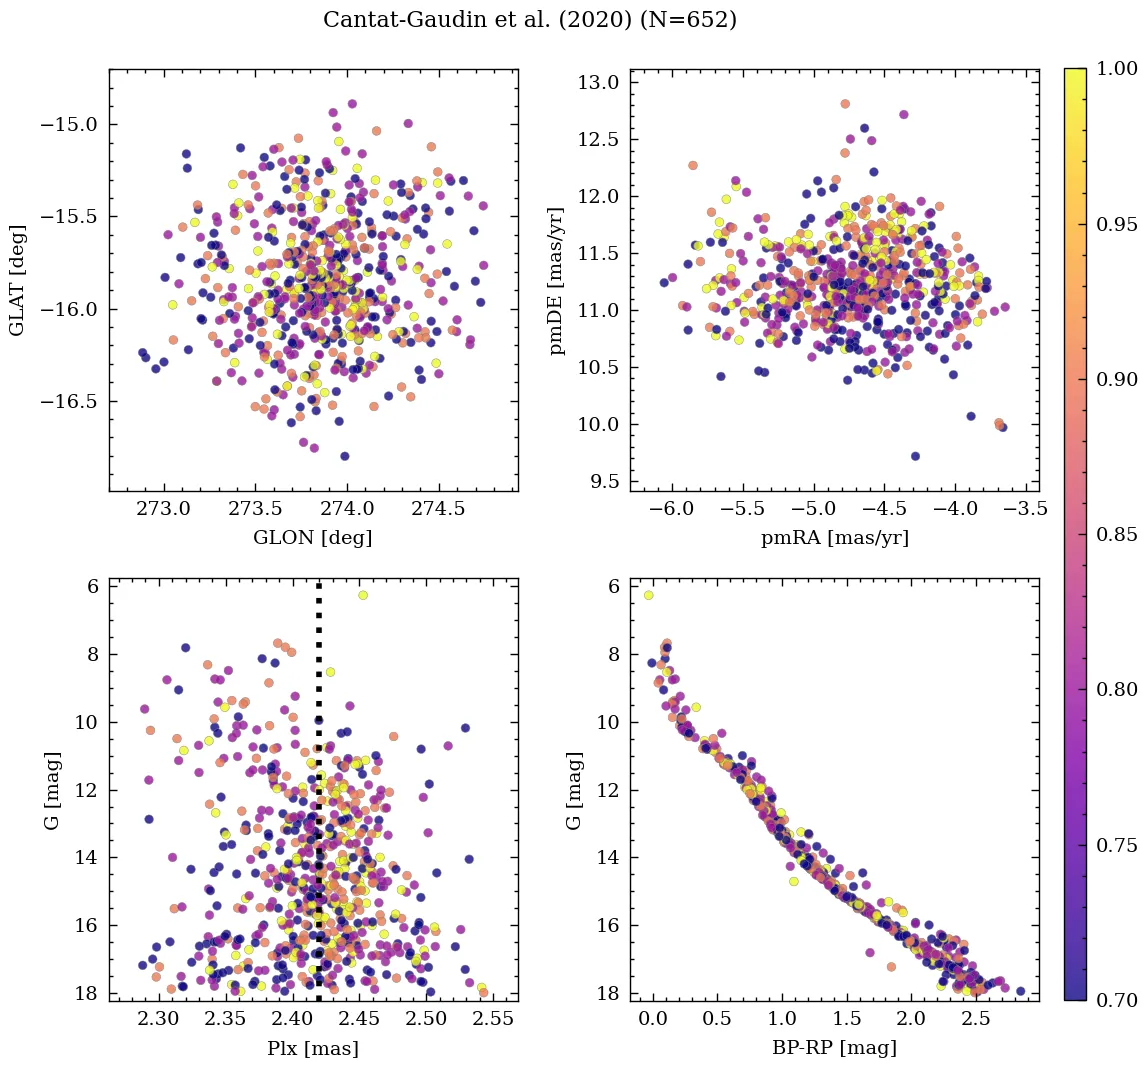 Cantat-Gaudin et al. (2020) (N=652)
−15.0
−15.5
−16.0
−16.5
GLAT [deg]
273.0 273.5 274.0 274.5
GLON [deg]
13.0
12.5
12.0
11.5
11.0
10.5
10.0
9.5
pmDE [mas/yr]
−6.0 −5.5 −5.0 −4.5 −4.0 −3.5
pmRA [mas/yr]
6
8
10
12
14
16
18
G [mag]
2.30 2.35 2.40 2.45 2.50 2.55
Plx [mas]
6
8
10
12
14
16
18
G [mag]
0.0 0.5 1.0 1.5 2.0 2.5
BP-RP [mag]
1.00
0.95
0.90
0.85
0.80
0.75
0.70